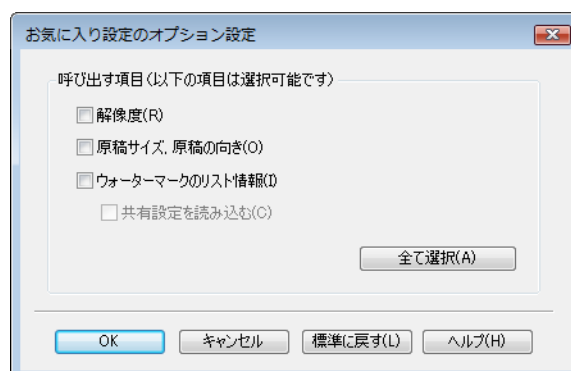 お気に入り設定のオプション設定
呼び出す項目(以下の項目は選択可能です)
解像度(R)
原稿サイズ, 原稿の向き(O)
ウォーターマークのリスト情報(I)
共有設定を読み込む(C)
全て選択(A)
OK キャンセル 標準に戻す(L) ヘルプ(H)